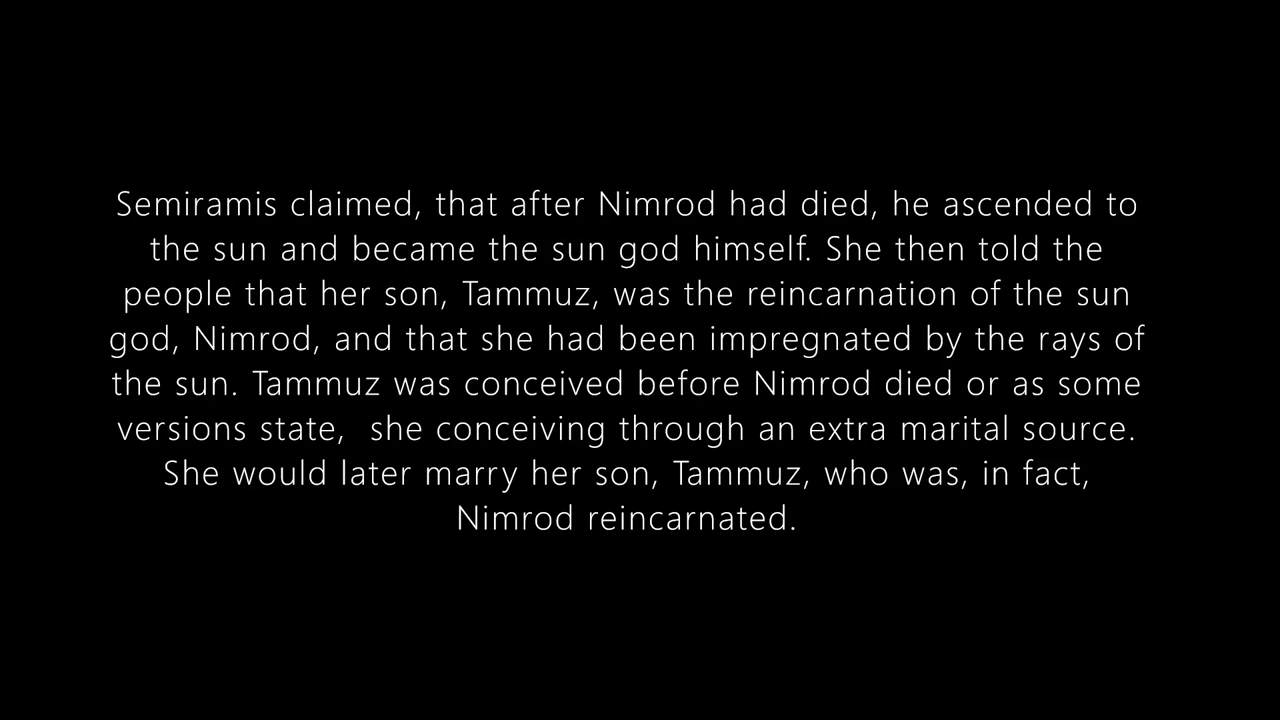 Semiramis claimed, that after Nimrod had died, he ascended to
the sun and became the sun god himself. She then told the
people that her son, Tammuz, was the reincarnation of the sun
god, Nimrod, and that she had been impregnated by the rays of
the sun. Tammuz was conceived before Nimrod died or as some
versions state,  she conceiving through an extra marital source.
She would later marry her son, Tammuz, who was, in fact,
Nimrod reincarnated.